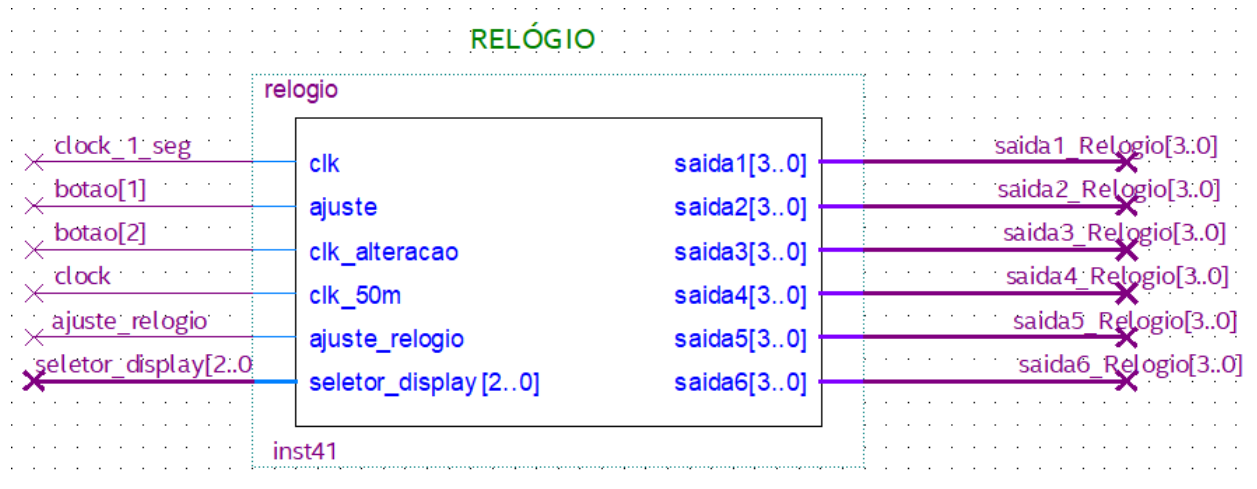 RELÓGIO
relogio
clock_1_seg
clk
saida1[3..0]
saida1_Relogio[3..0]
botao[1]
ajuste
saida2[3..0]
saida2_Relogio[3..0]
botao[2]
clk_alteracao
saida3[3..0]
saida3_Relogio[3..0]
clock
clk_50m
saida4[3..0]
saida4_Relogio[3..0]
ajuste_relogio
ajuste_relogio
saida5[3..0]
saida5_Relogio[3..0]
seletor_display[2..0
seletor_display[2..0]
saida6[3..0]
saida6_Relogio[3..0]
inst41